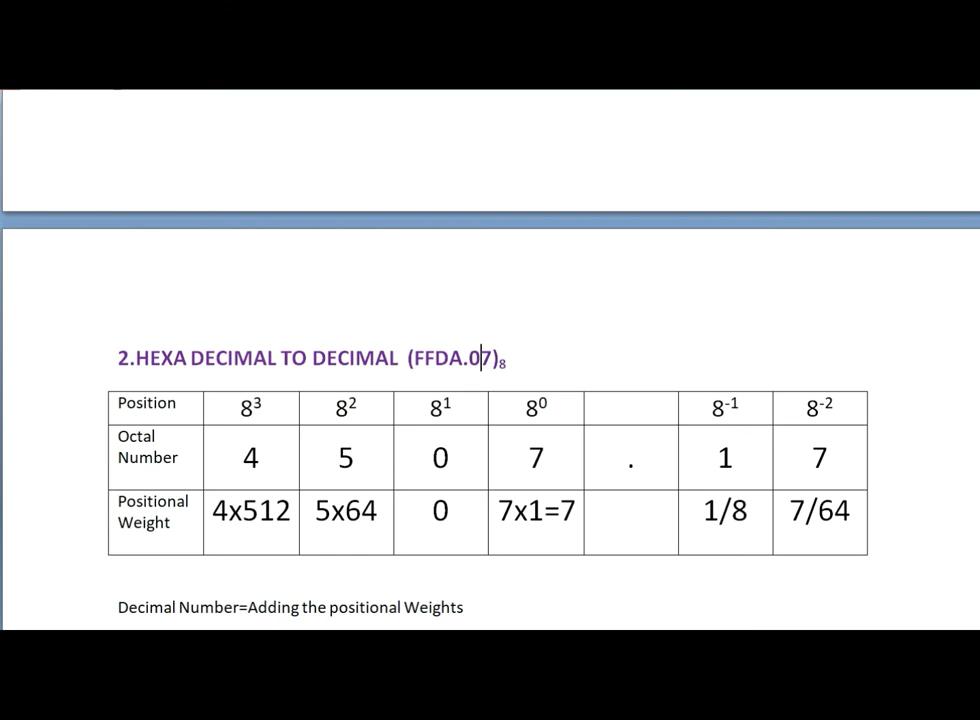 2.HEXA DECIMAL TO DECIMAL (FFDA.07)₈
Position 8³ 8² 8¹ 8⁰ 8⁻¹ 8⁻²
Octal Number 4 5 0 7 . 1 7
Positional Weight 4x512 5x64 0 7x1=7 1/8 7/64
Decimal Number=Adding the positional Weights